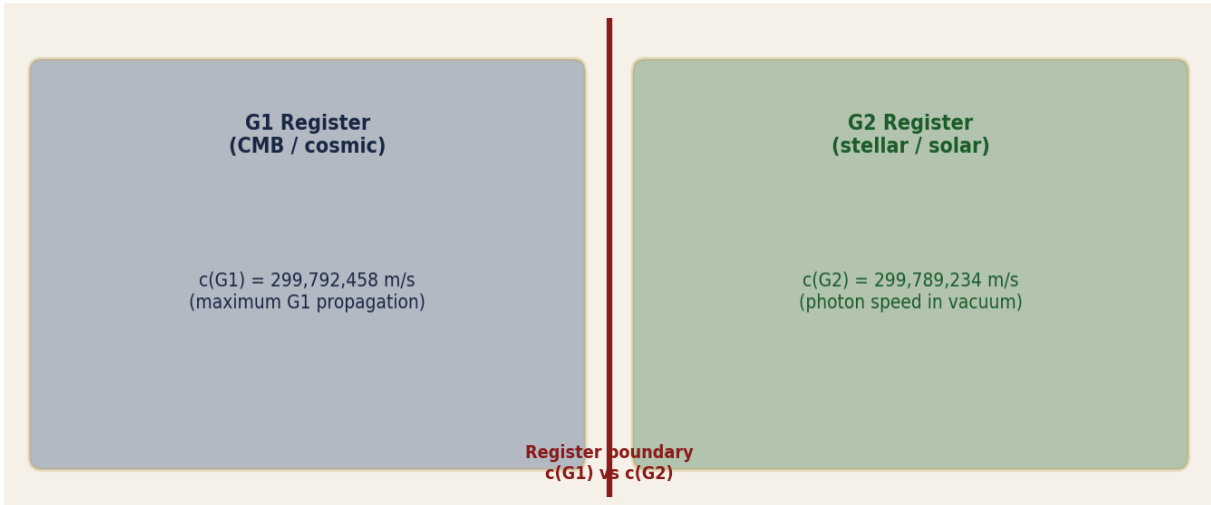 G1 Register
(CMB / cosmic)
c(G1) = 299,792,458 m/s
(maximum G1 propagation)
G2 Register
(stellar / solar)
c(G2) = 299,789,234 m/s
(photon speed in vacuum)
Register boundary
c(G1) vs c(G2)